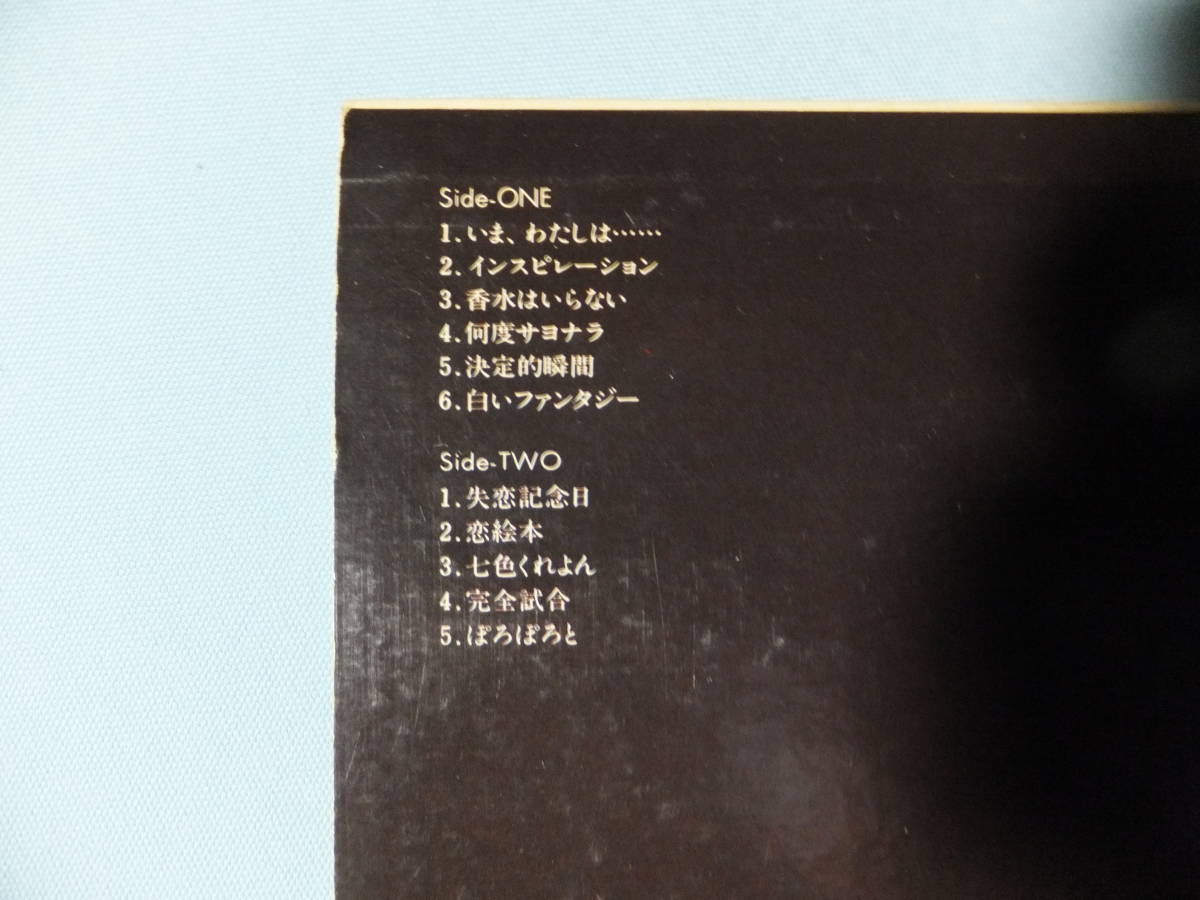 Side-ONE
1.いま、わたしは……
2.インスピレーション
3.香水はいらない
4.何度サヨナラ
5.決定的瞬間
6.白いファンタジー
Side-TWO
1.失恋記念日
2.恋絵本
3.七色くれよん
4.完全試合
5.ぽろぽろと